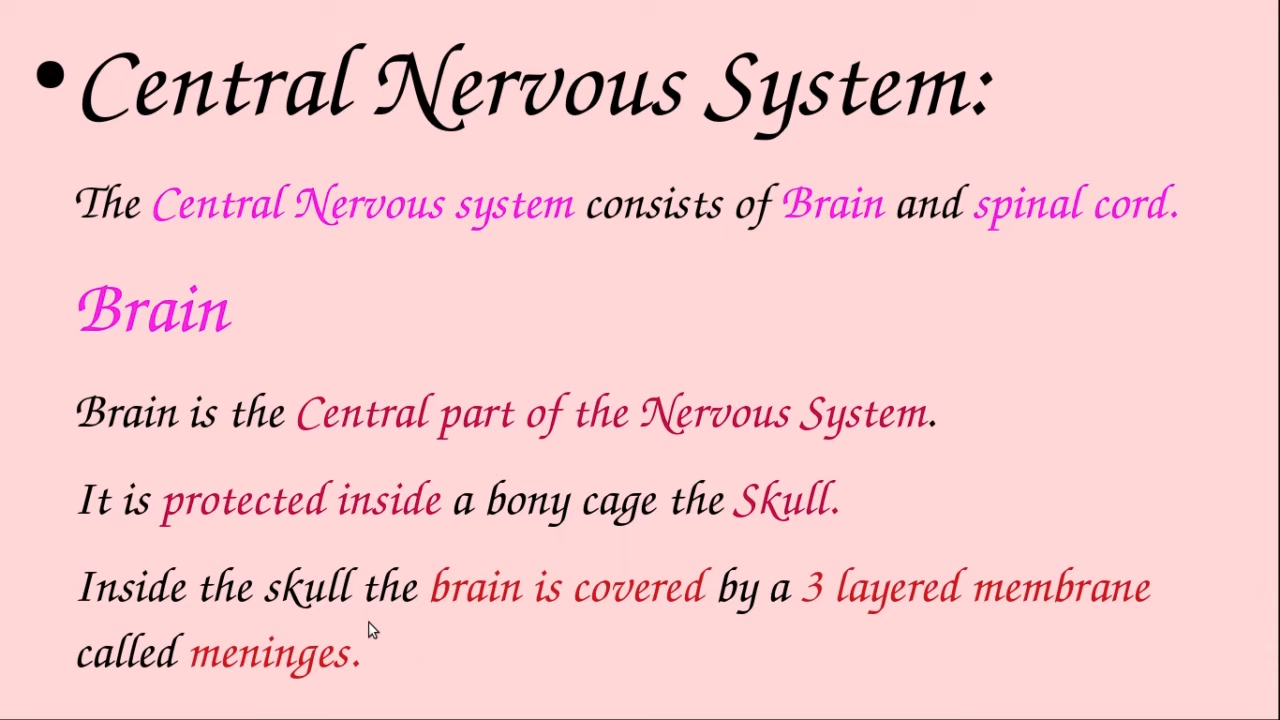 • Central Nervous System:
The Central Nervous system consists of Brain and spinal cord.
Brain
Brain is the Central part of the Nervous System.
It is protected inside a bony cage the Skull.
Inside the skull the brain is covered by a 3 layered membrane
called meninges.